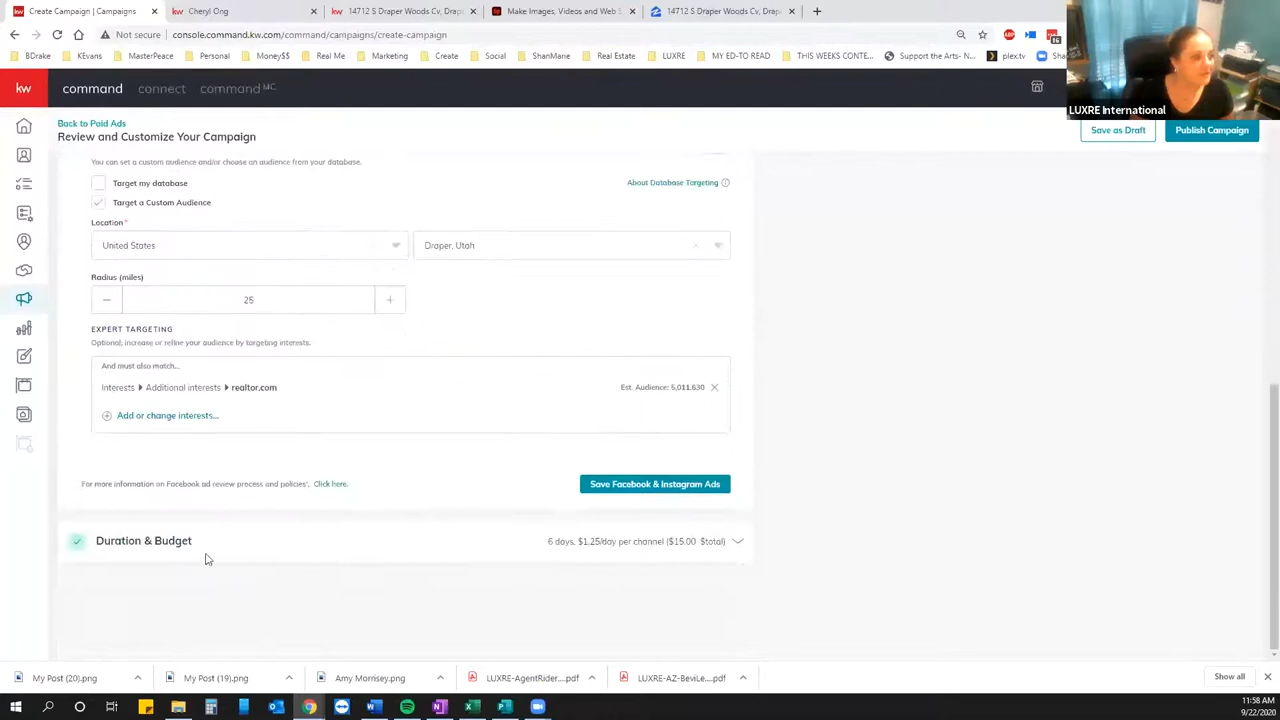 Create Campaign | Campaigns
Cheryl Ong
14712 S Draper Woods Cv, Drap
Make Images, Videos and Web S
14712 S Draper Woods Cv, Drap
Not secure
console.command.kw.com/command/campaigns/create-campaign
BDrake
KEvans
MasterPeace
Personal
Money$$
Real Me
Marketing
Create
Social
ShanMane
Real Estate
LUXRE
MY ED-TO READ
THIS WEEKS CONTE...
Support the Arts- N...
plex.tv
Sha
LUXRE International
kw
command
connect
command MC
Back to Paid Ads
Review and Customize Your Campaign
Save as Draft
Publish Campaign
You can set a custom audience and/or choose an audience from your database.
Target my database
About Database Targeting
Target a Custom Audience
Location*
United States
Draper, Utah
Radius (miles)
25
EXPERT TARGETING
Optional; increase or refine your audience by targeting interests.
And must also match...
Interests
Additional interests
realtor.com
Est. Audience: 5,011,630
Add or change interests...
For more information on Facebook ad review process and policies', Click here.
Save Facebook & Instagram Ads
Duration & Budget
6 days, $1.25/day per channel ($15.00 $total)
My Post (20).png
My Post (19).png
Amy Morrisey.png
LUXRE-AgentRider....pdf
LUXRE-AZ-BeviLe....pdf
Show all
11:58 AM
9/22/2020